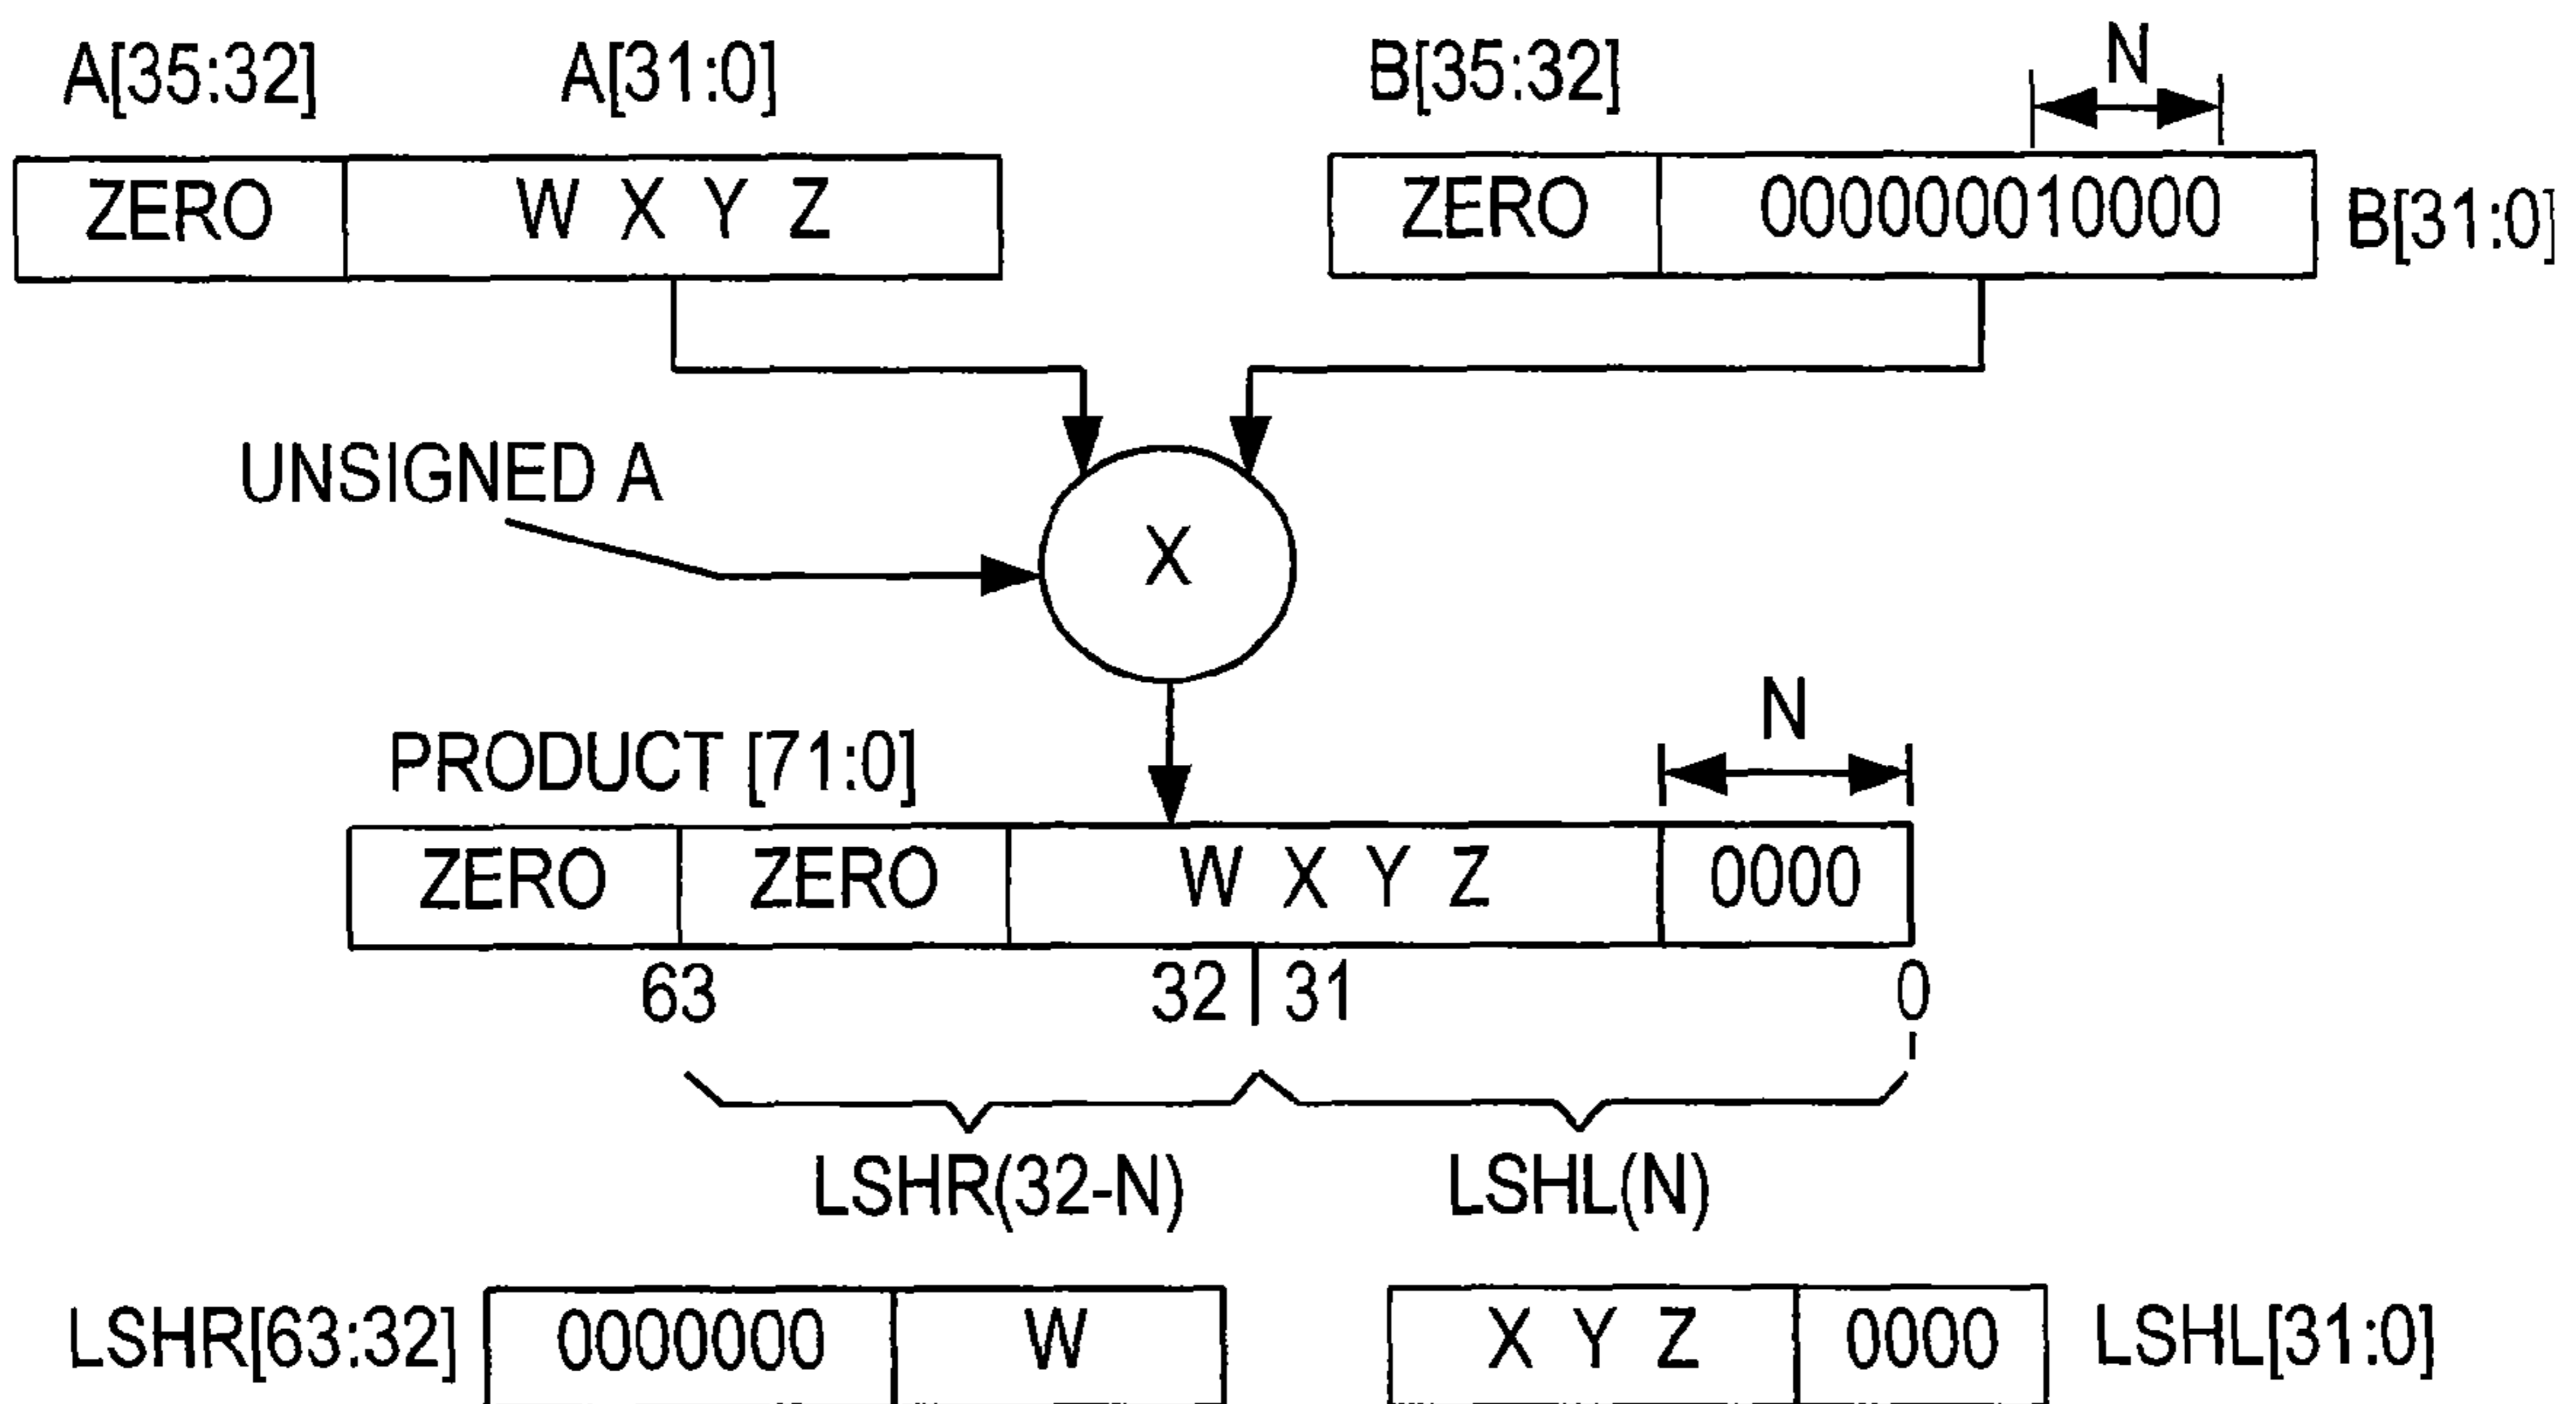 A[35:32] A[31:0] B[35:32] N
ZERO W X Y Z ZERO 000000010000 B[31:0]
UNSIGNED A
X
N
PRODUCT [71:0]
ZERO ZERO W X Y Z 0000
63 32 31 0
LSHR(32-N) LSHL(N)
LSHR[63:32] 0000000 W X Y Z 0000 LSHL[31:0]